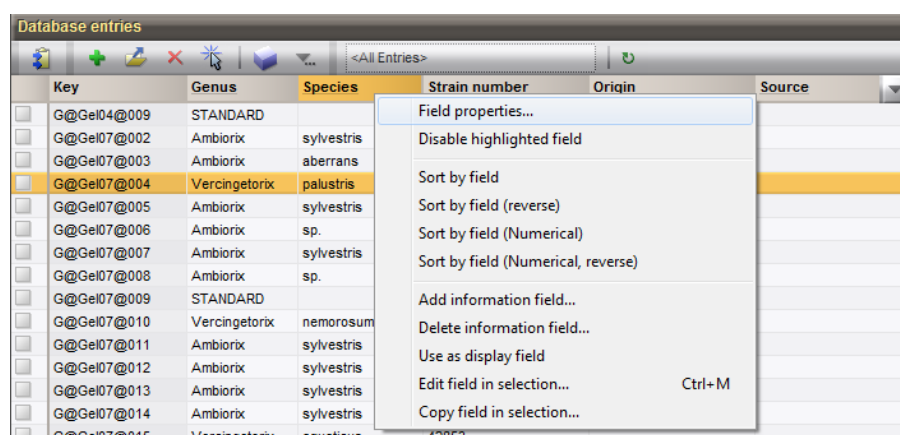 Database entries
<All Entries>
Key Genus Species Strain number Origin Source
G@Gel04@009 STANDARD
G@Gel07@002 Ambiorix sylvestris
G@Gel07@003 Ambiorix aberrans
G@Gel07@004 Vercingetorix palustris
G@Gel07@005 Ambiorix sylvestris
G@Gel07@006 Ambiorix sp.
G@Gel07@007 Ambiorix sylvestris
G@Gel07@008 Ambiorix sp.
G@Gel07@009 STANDARD
G@Gel07@010 Vercingetorix nemorosum
G@Gel07@011 Ambiorix sylvestris
G@Gel07@012 Ambiorix sylvestris
G@Gel07@013 Ambiorix sylvestris
G@Gel07@014 Ambiorix sylvestris
Field properties...
Disable highlighted field
Sort by field
Sort by field (reverse)
Sort by field (Numerical)
Sort by field (Numerical, reverse)
Add information field...
Delete information field...
Use as display field
Edit field in selection... Ctrl+M
Copy field in selection...